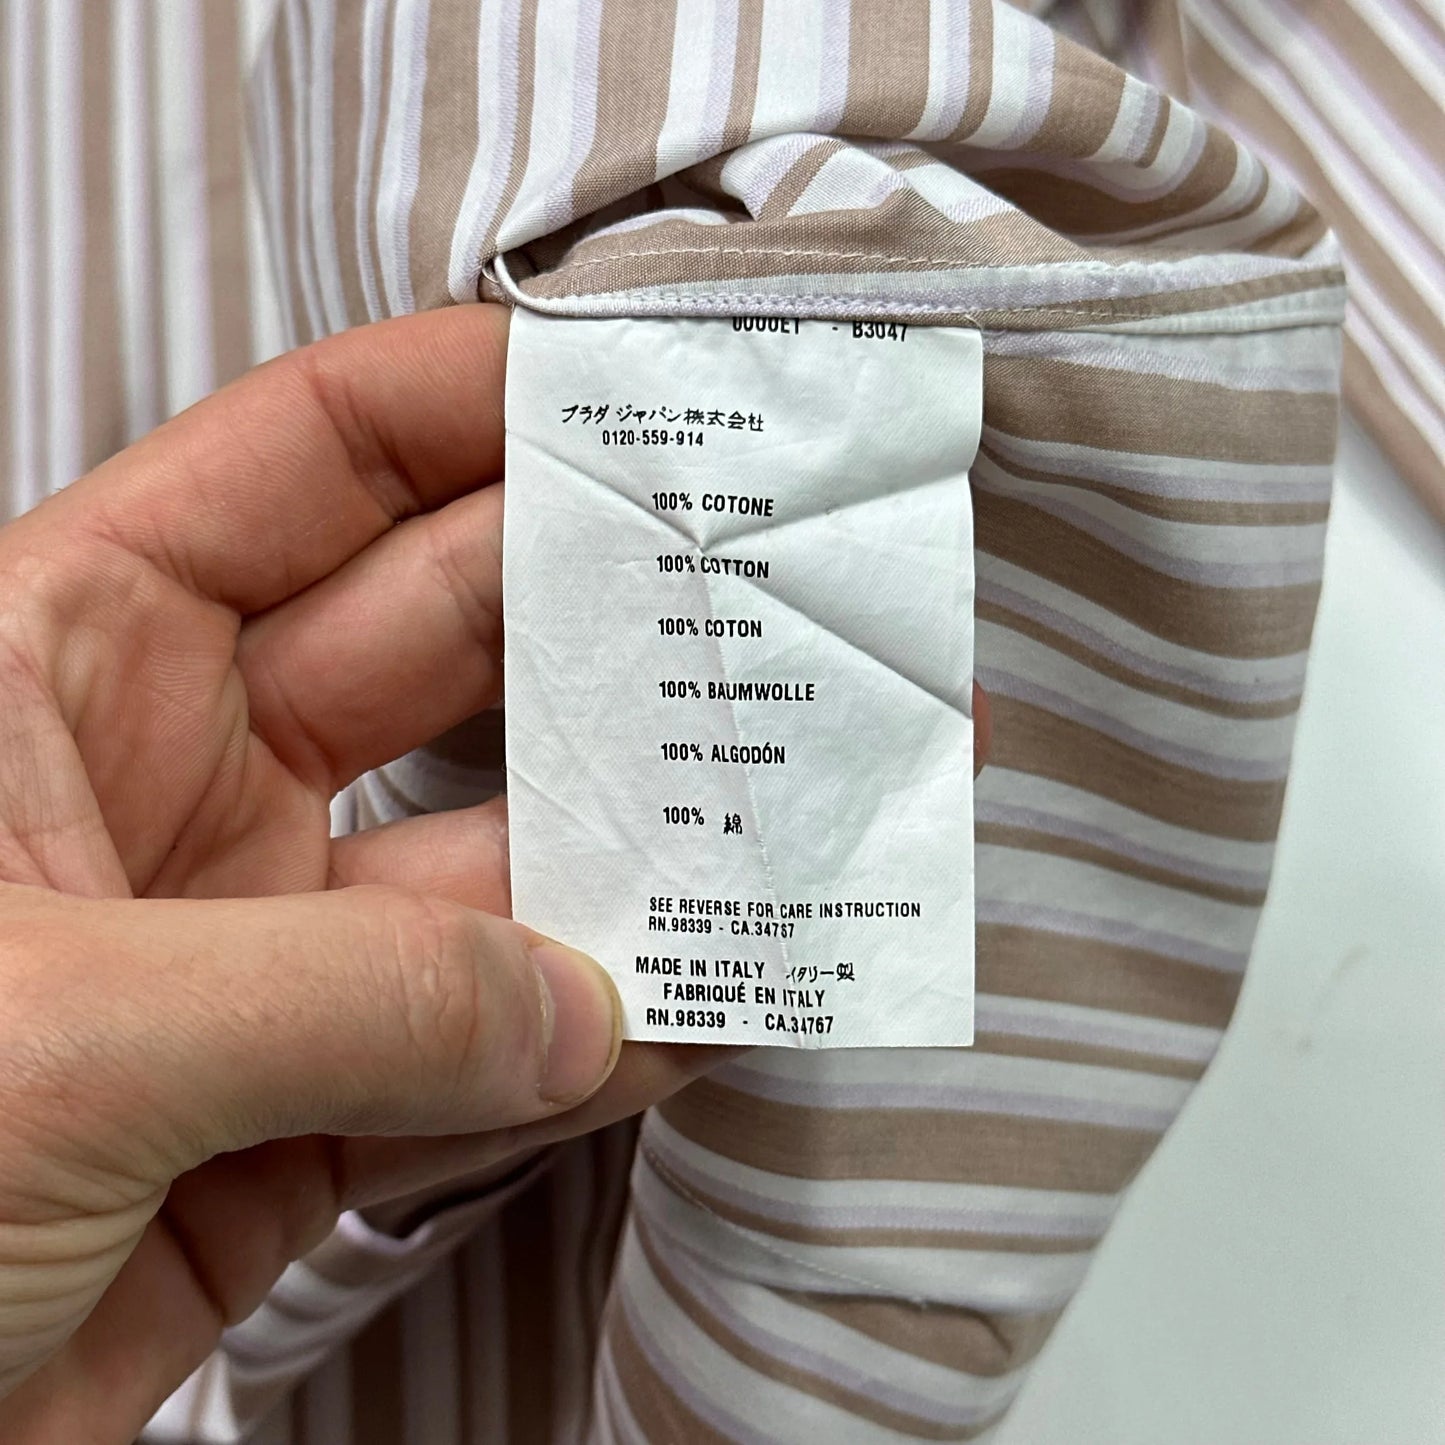 0000E1 - B3047
プラダ ジャパン株式会社
0120-559-914
100% COTONE
100% COTTON
100% COTON
100% BAUMWOLLE
100% ALGODÓN
100% 綿
SEE REVERSE FOR CARE INSTRUCTION
RN.98339 - CA.34767
MADE IN ITALY イタリー製
FABRIQUÉ EN ITALY
RN.98339 - CA.34767